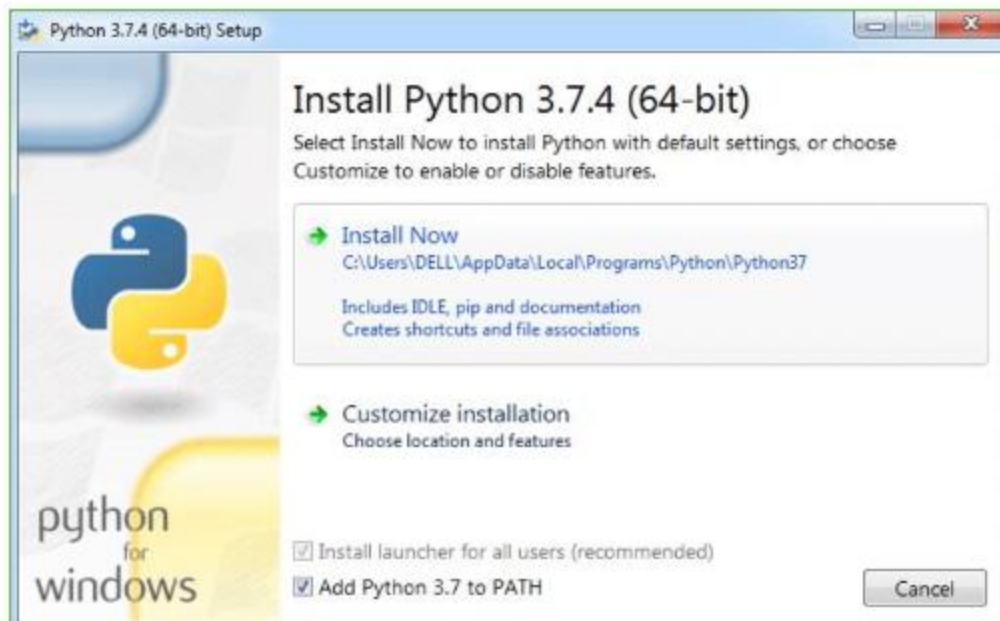 Python 3.7.4 (64-bit) Setup
Install Python 3.7.4 (64-bit)
Select Install Now to install Python with default settings, or choose
Customize to enable or disable features.
Install Now
C:\Users\DELL\AppData\Local\Programs\Python\Python37
Includes IDLE, pip and documentation
Creates shortcuts and file associations
Customize installation
Choose location and features
python
for
windows
Install launcher for all users (recommended)
Add Python 3.7 to PATH
Cancel